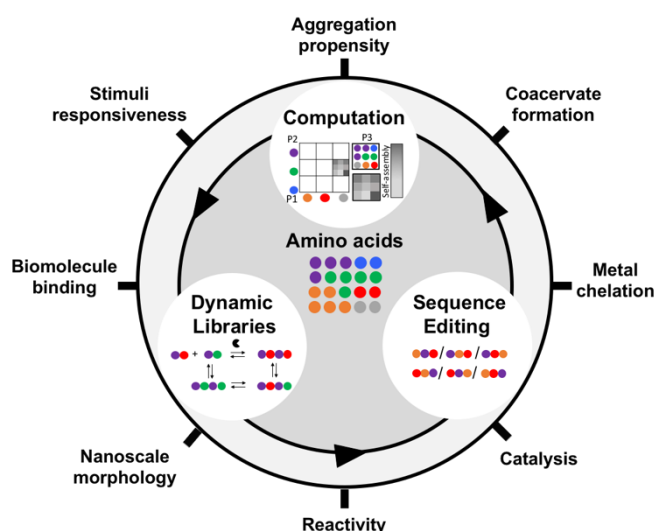 Aggregation
propensity
Stimuli
responsiveness
Coacervate
formation
Computation
P2
P3
P1
Self-assembly
Amino acids
Biomolecule
binding
Metal
chelation
Dynamic
Libraries
+
Sequence
Editing
/ /
/ /
Nanoscale
morphology
Catalysis
Reactivity